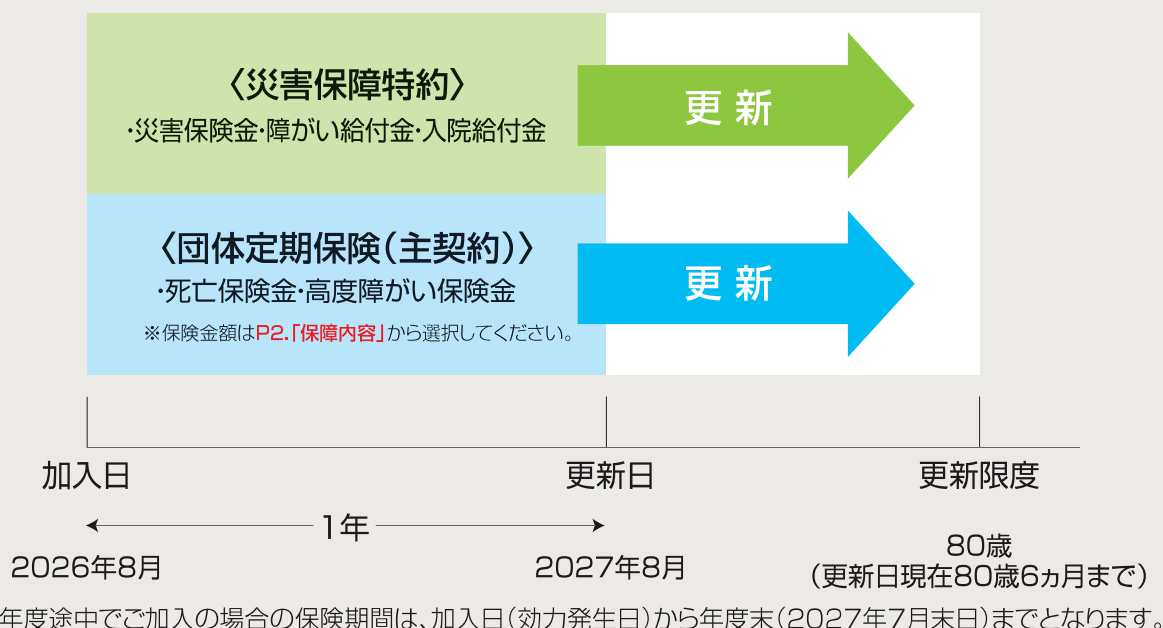 〈災害保障特約〉
･災害保険金･障がい給付金･入院給付金
更 新
〈団体定期保険(主契約)〉
･死亡保険金･高度障がい保険金
※保険金額はP2.「保障内容」から選択してください。
更 新
加入日
更新日
更新限度
1年
2026年8月
2027年8月
80歳
(更新日現在80歳6ヵ月まで)
年度途中でご加入の場合の保険期間は、加入日(効力発生日)から年度末(2027年7月末日)までとなります。